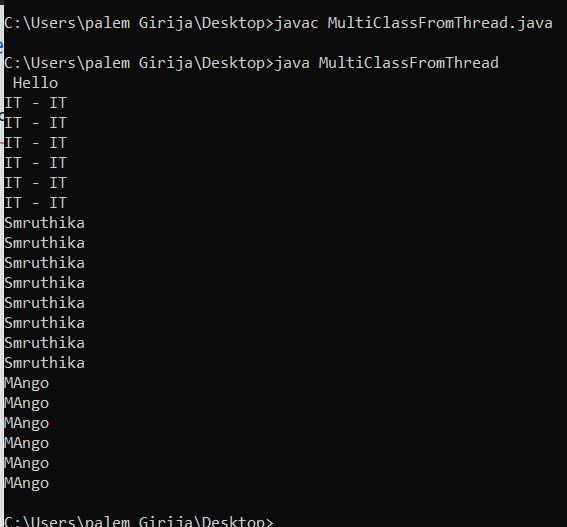 C:\Users\palem Girija\Desktop>javac MultiClassFromThread.java
C:\Users\palem Girija\Desktop>java MultiClassFromThread
Hello
IT - IT
IT - IT
IT - IT
IT - IT
IT - IT
IT - IT
Smruthika
Smruthika
Smruthika
Smruthika
Smruthika
Smruthika
Smruthika
Smruthika
MAngo
MAngo
MAngo
MAngo
MAngo
MAngo
C:\Users\palem Girija\Desktop>